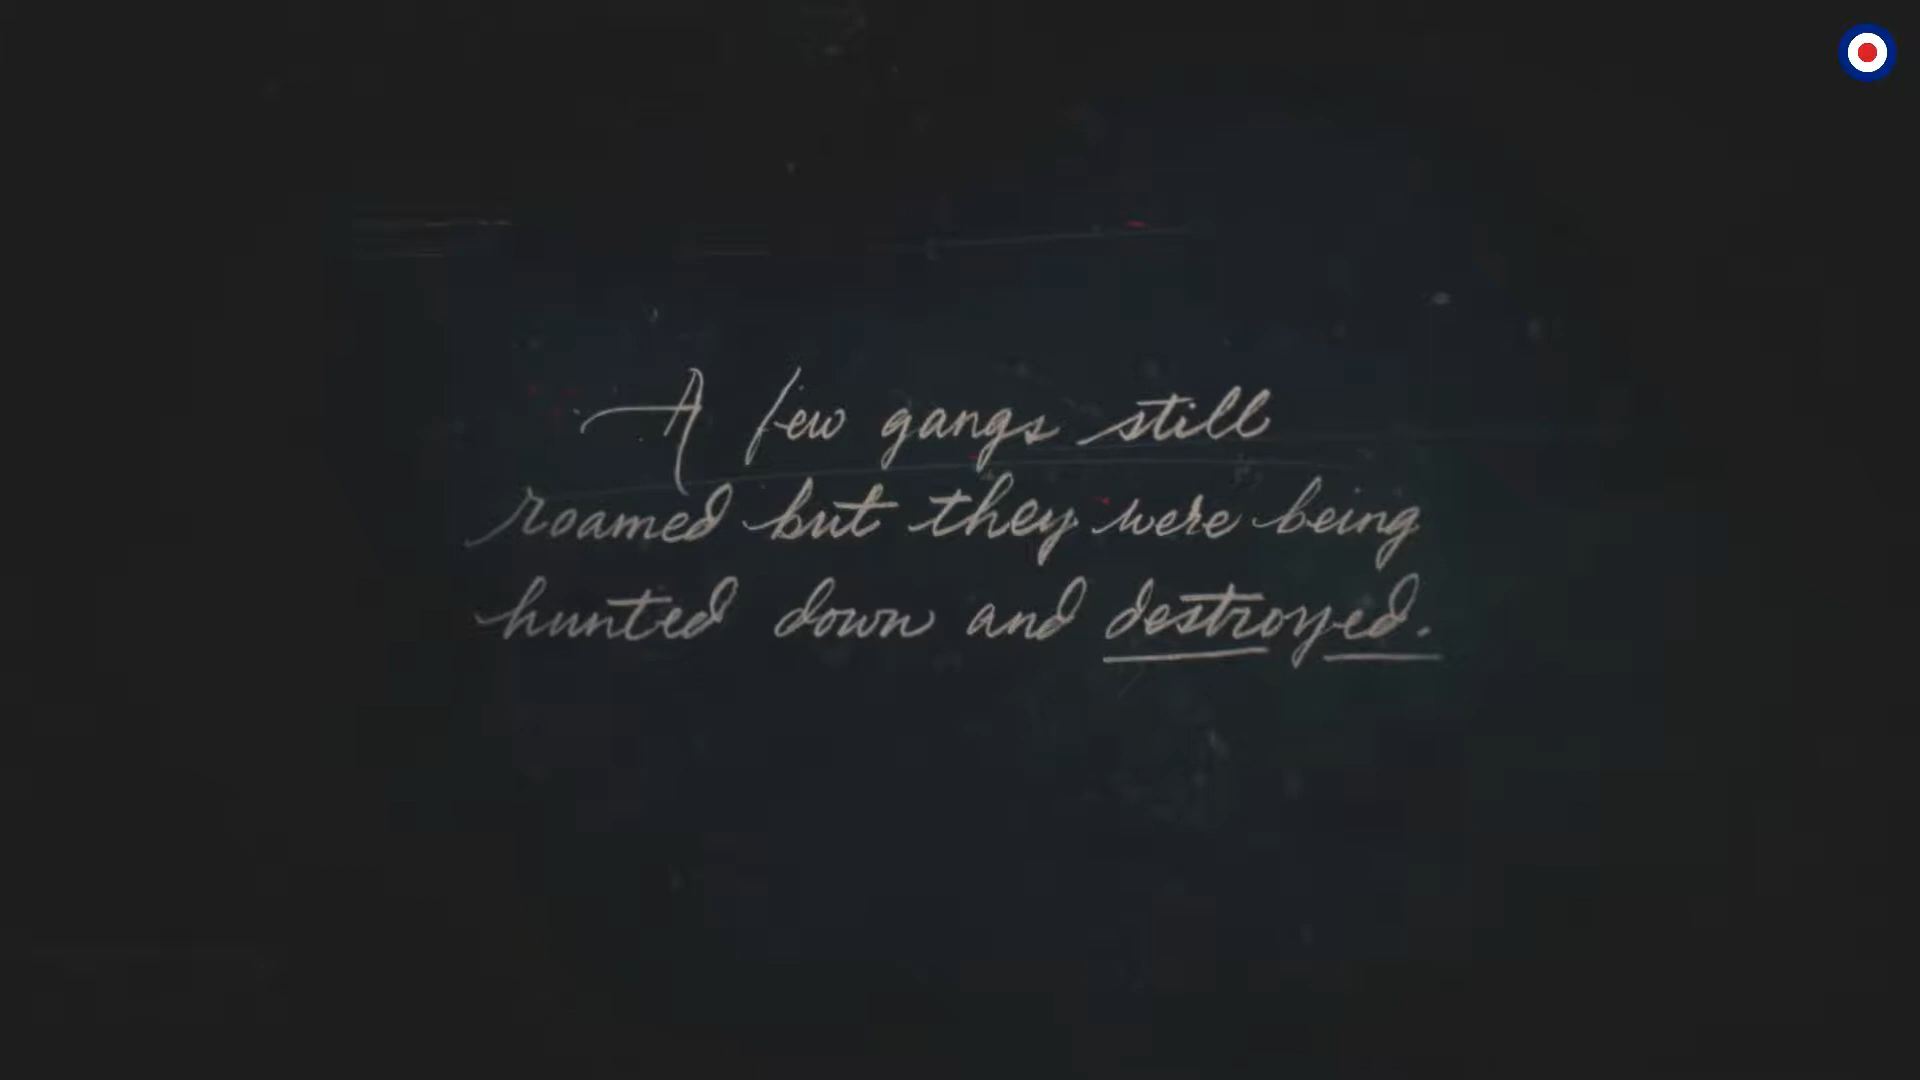 A few gangs still
roamed but they were being
hunted down and destroyed.